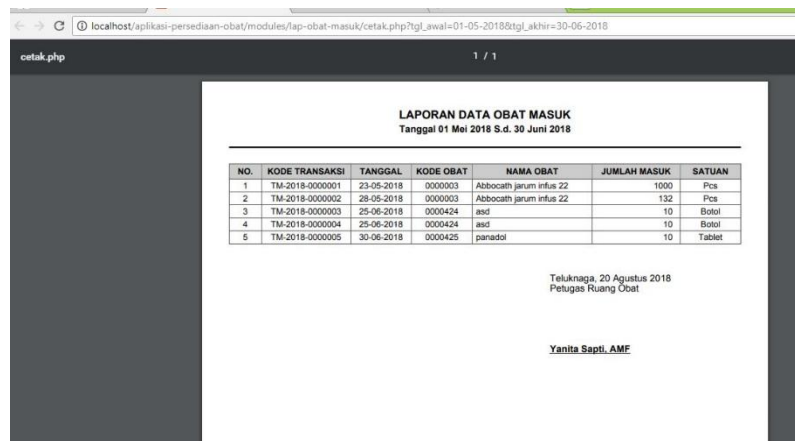 localhost/aplikasi-persediaan-obat/modules/lap-obat-masuk/cetak.php?tgl_awal=01-05-2018&tgl_akhir=30-06-2018
cetak.php 1 / 1
LAPORAN DATA OBAT MASUK
Tanggal 01 Mei 2018 S.d. 30 Juni 2018
NO. KODE TRANSAKSI TANGGAL KODE OBAT NAMA OBAT JUMLAH MASUK SATUAN
1 TM-2018-0000001 23-05-2018 0000003 Abbocath jarum infus 22 1000 Pcs
2 TM-2018-0000002 28-05-2018 0000003 Abbocath jarum infus 22 132 Pcs
3 TM-2018-0000003 25-06-2018 0000424 asd 10 Botol
4 TM-2018-0000004 25-06-2018 0000424 asd 10 Botol
5 TM-2018-0000005 30-06-2018 0000425 panadol 10 Tablet
Teluknaga, 20 Agustus 2018
Petugas Ruang Obat
Yanita Sapti, AMF